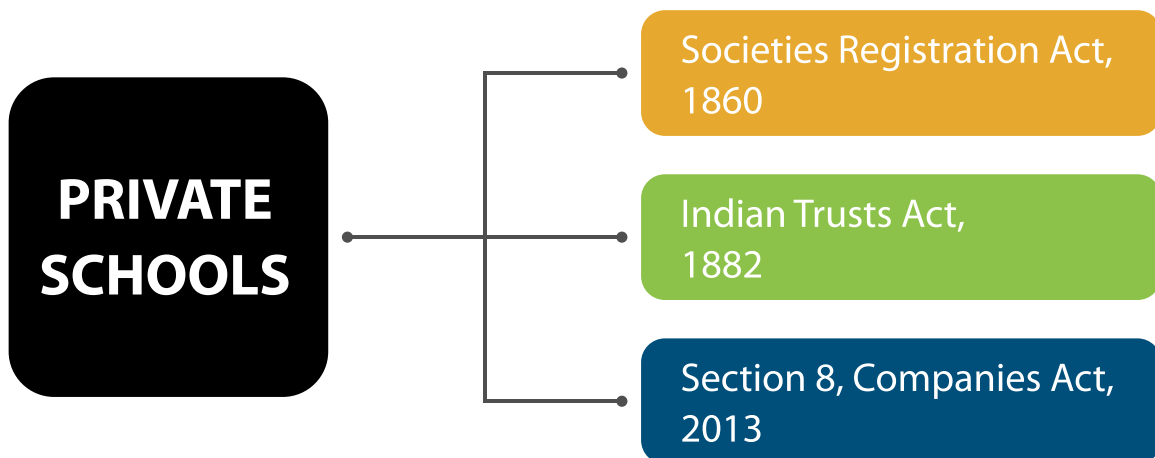 PRIVATE
SCHOOLS
Societies Registration Act,
1860
Indian Trusts Act,
1882
Section 8, Companies Act,
2013